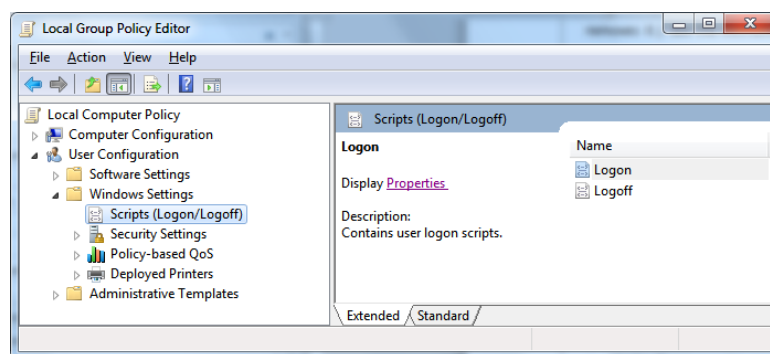 Local Group Policy Editor
File Action View Help
Local Computer Policy
Computer Configuration
User Configuration
Software Settings
Windows Settings
Scripts (Logon/Logoff)
Security Settings
Policy-based QoS
Deployed Printers
Administrative Templates
Scripts (Logon/Logoff)
Logon
Display Properties
Description:
Contains user logon scripts.
Name
Logon
Logoff
Extended Standard